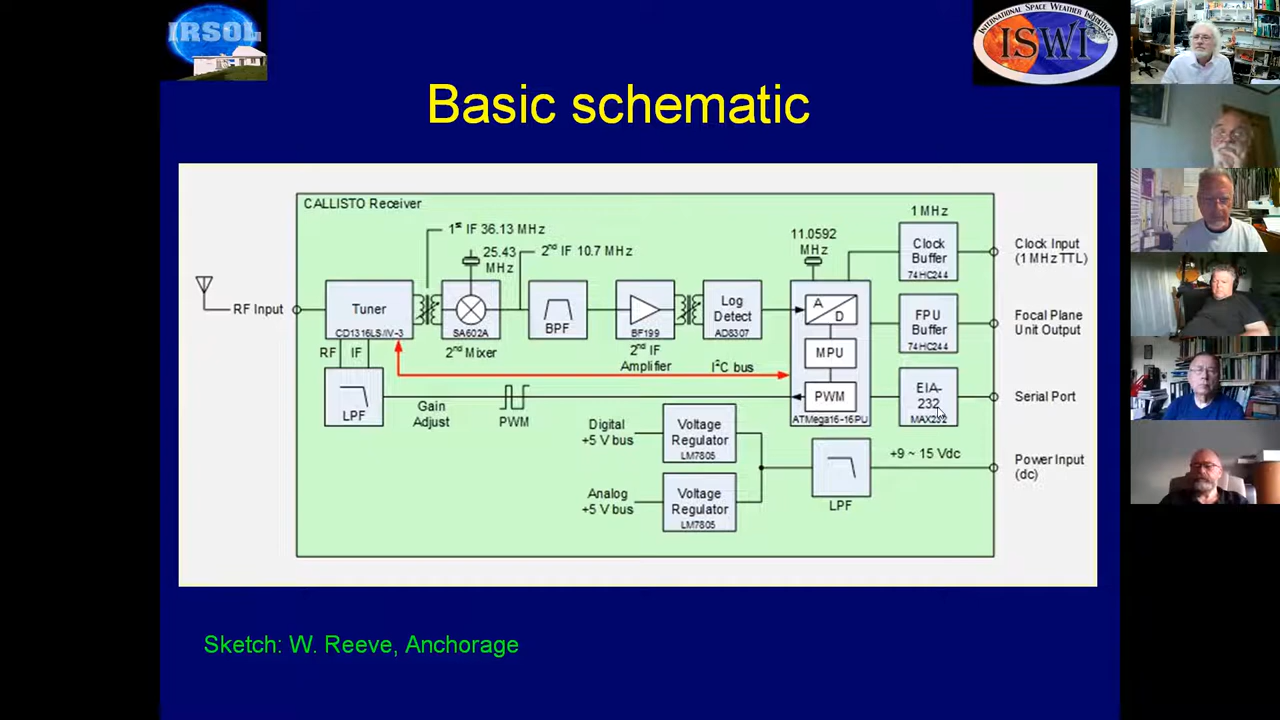 IRSOL
INTERNATIONAL SPACE WEATHER INITIATIVE
ISWI
Basic schematic
CALLISTO Receiver
1st IF 36.13 MHz
25.43
MHz
2nd IF 10.7 MHz
11.0592
MHz
1 MHz
Clock
Buffer
74HC244
Clock Input
(1 MHz TTL)
RF Input
Tuner
CD1316LS/IV-3
SA602A
2nd Mixer
BPF
BF199
2nd IF
Amplifier
Log
Detect
AD8307
A
D
MPU
PWM
ATMega16-16PU
FPU
Buffer
74HC244
Focal Plane
Unit Output
RF
IF
I2C bus
LPF
Gain
Adjust
PWM
EIA-
232
MAX232
Serial Port
Digital
+5 V bus
Voltage
Regulator
LM7805
+9 ~ 15 Vdc
Power Input
(dc)
LPF
Analog
+5 V bus
Voltage
Regulator
LM7805
Sketch: W. Reeve, Anchorage